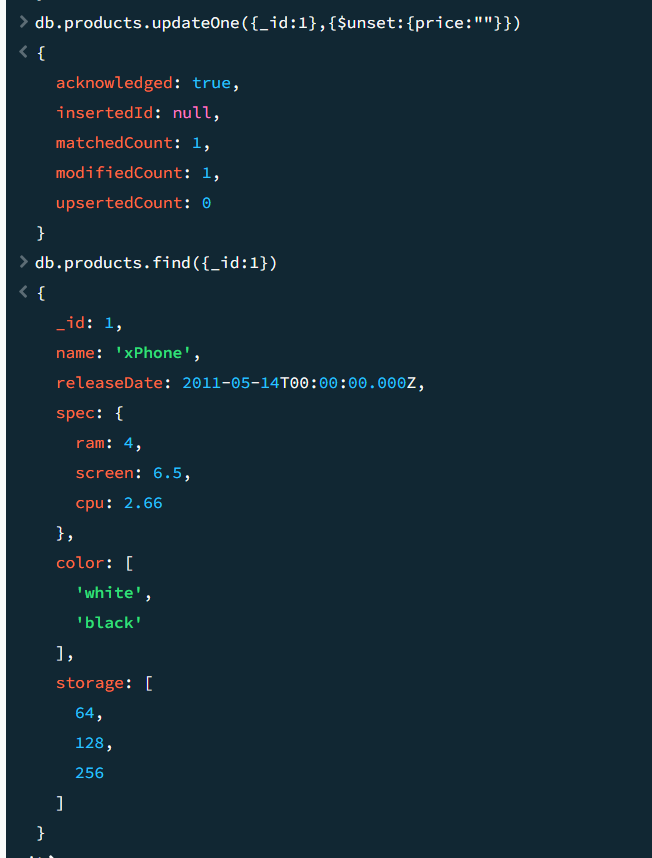 > db.products.updateOne({_id:1},{$unset:{price:""}})
< {
acknowledged: true,
insertedId: null,
matchedCount: 1,
modifiedCount: 1,
upsertedCount: 0
}
> db.products.find({_id:1})
< {
_id: 1,
name: 'xPhone',
releaseDate: 2011-05-14T00:00:00.000Z,
spec: {
ram: 4,
screen: 6.5,
cpu: 2.66
},
color: [
'white',
'black'
],
storage: [
64,
128,
256
]
}